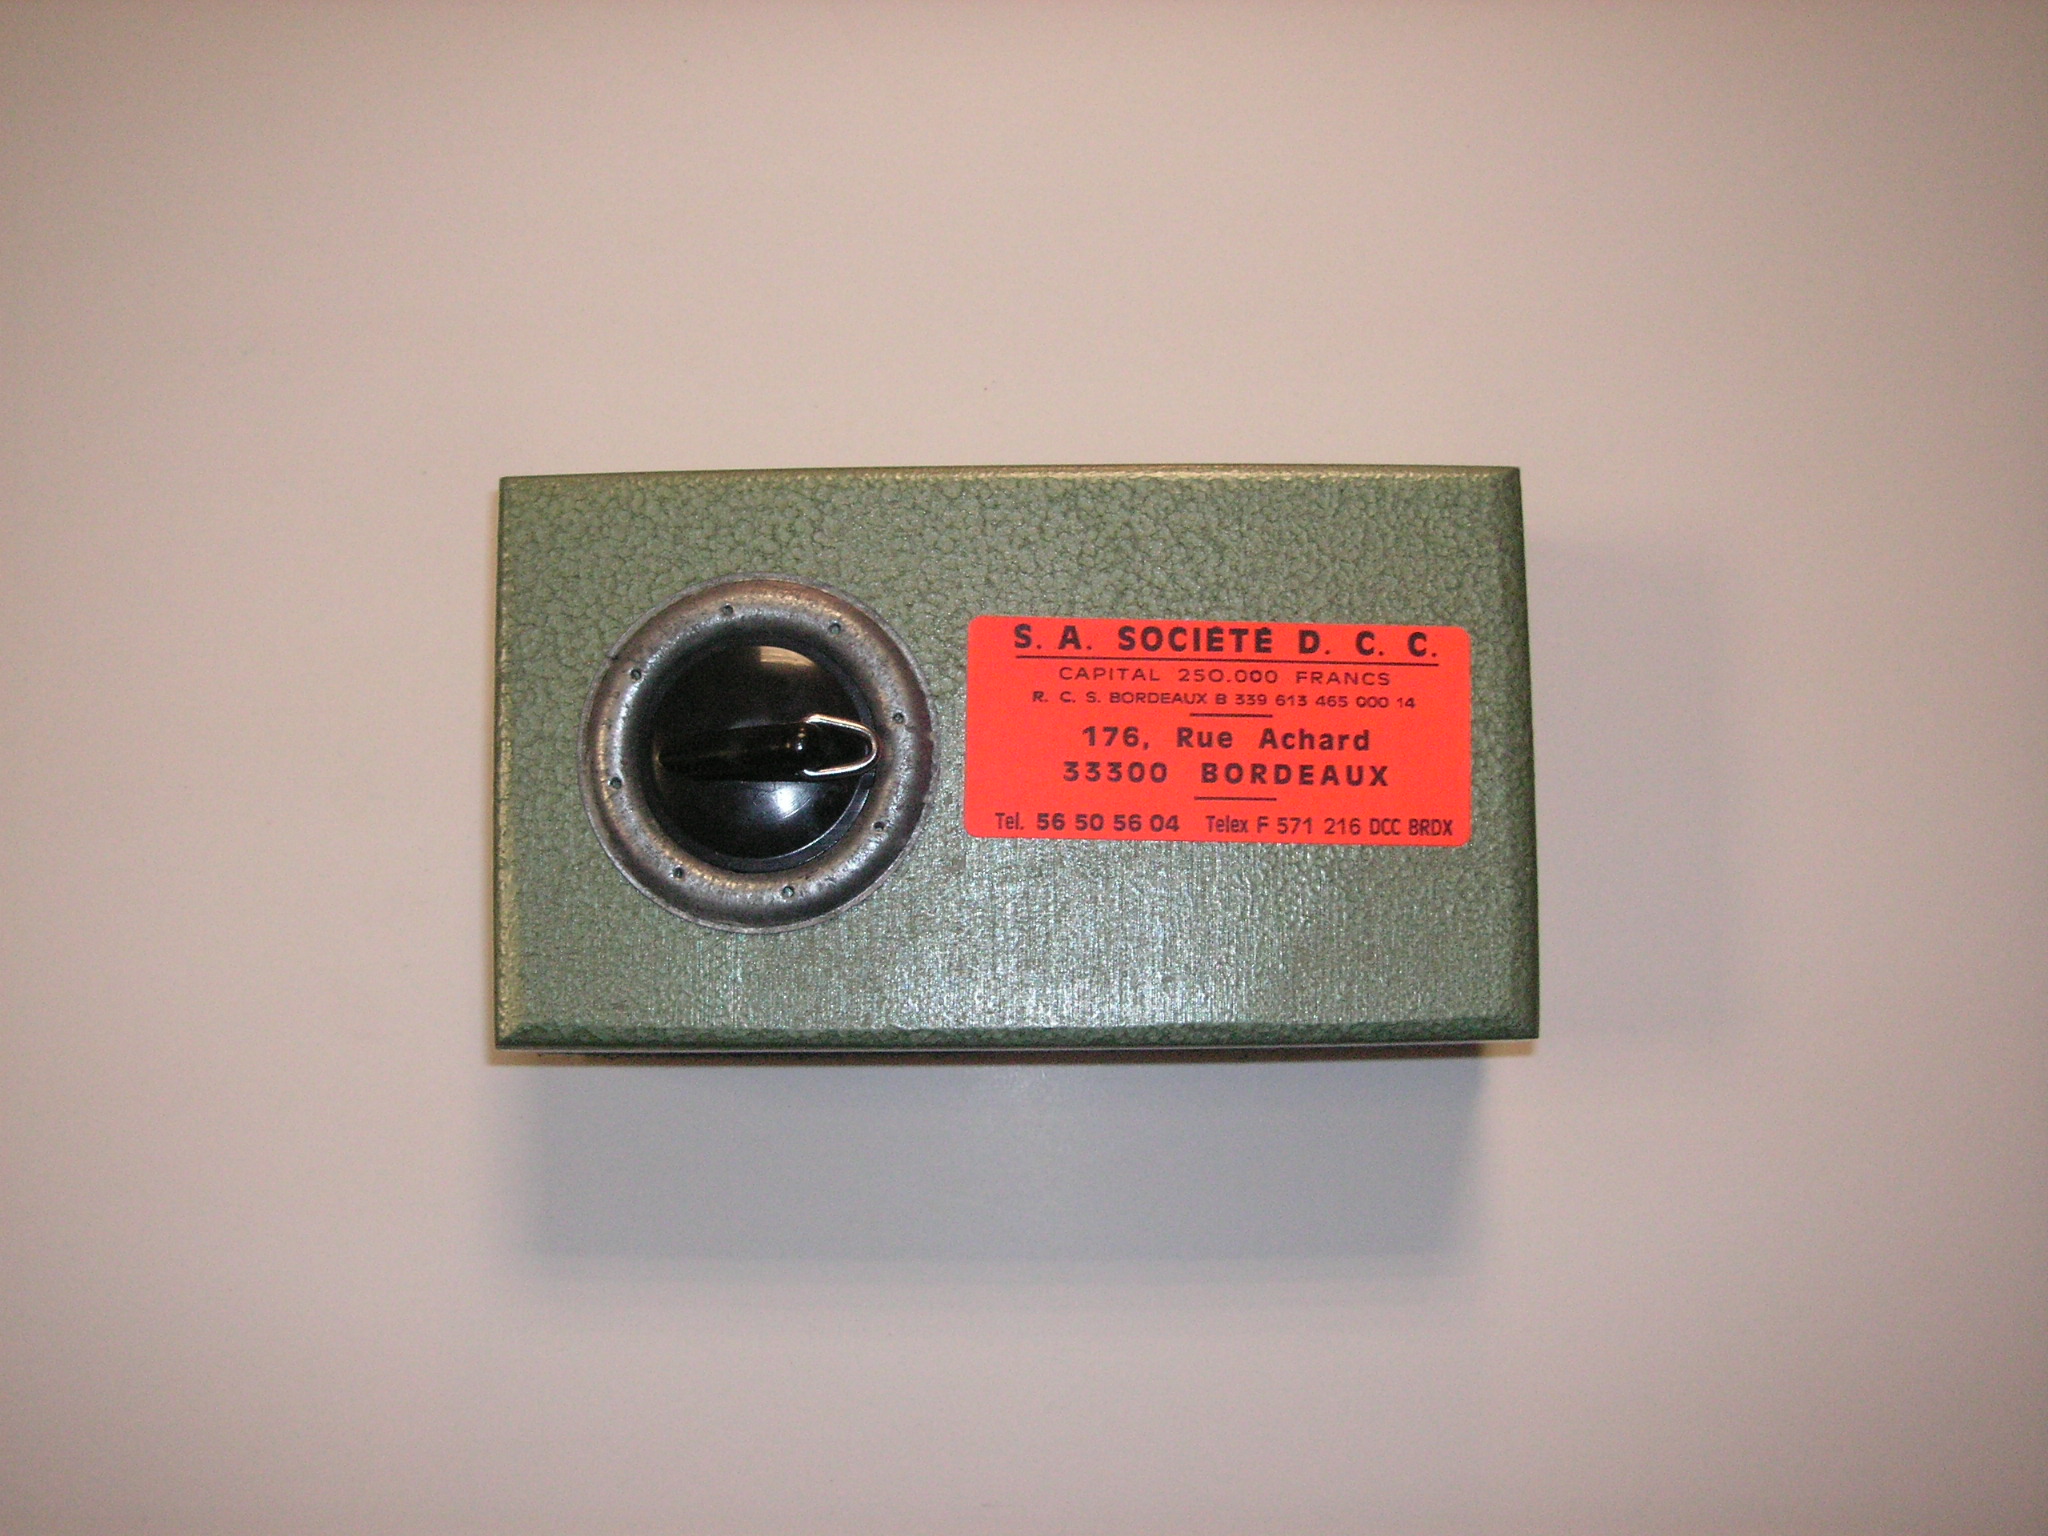 S. A. SOCIÉTÉ D. C. C.
CAPITAL 250.000 FRANCS
R. C. S. BORDEAUX B 339 613 465 000 14
176, Rue Achard
33300 BORDEAUX
Tel. 56 50 56 04 Telex F 571 216 DCC BRDX